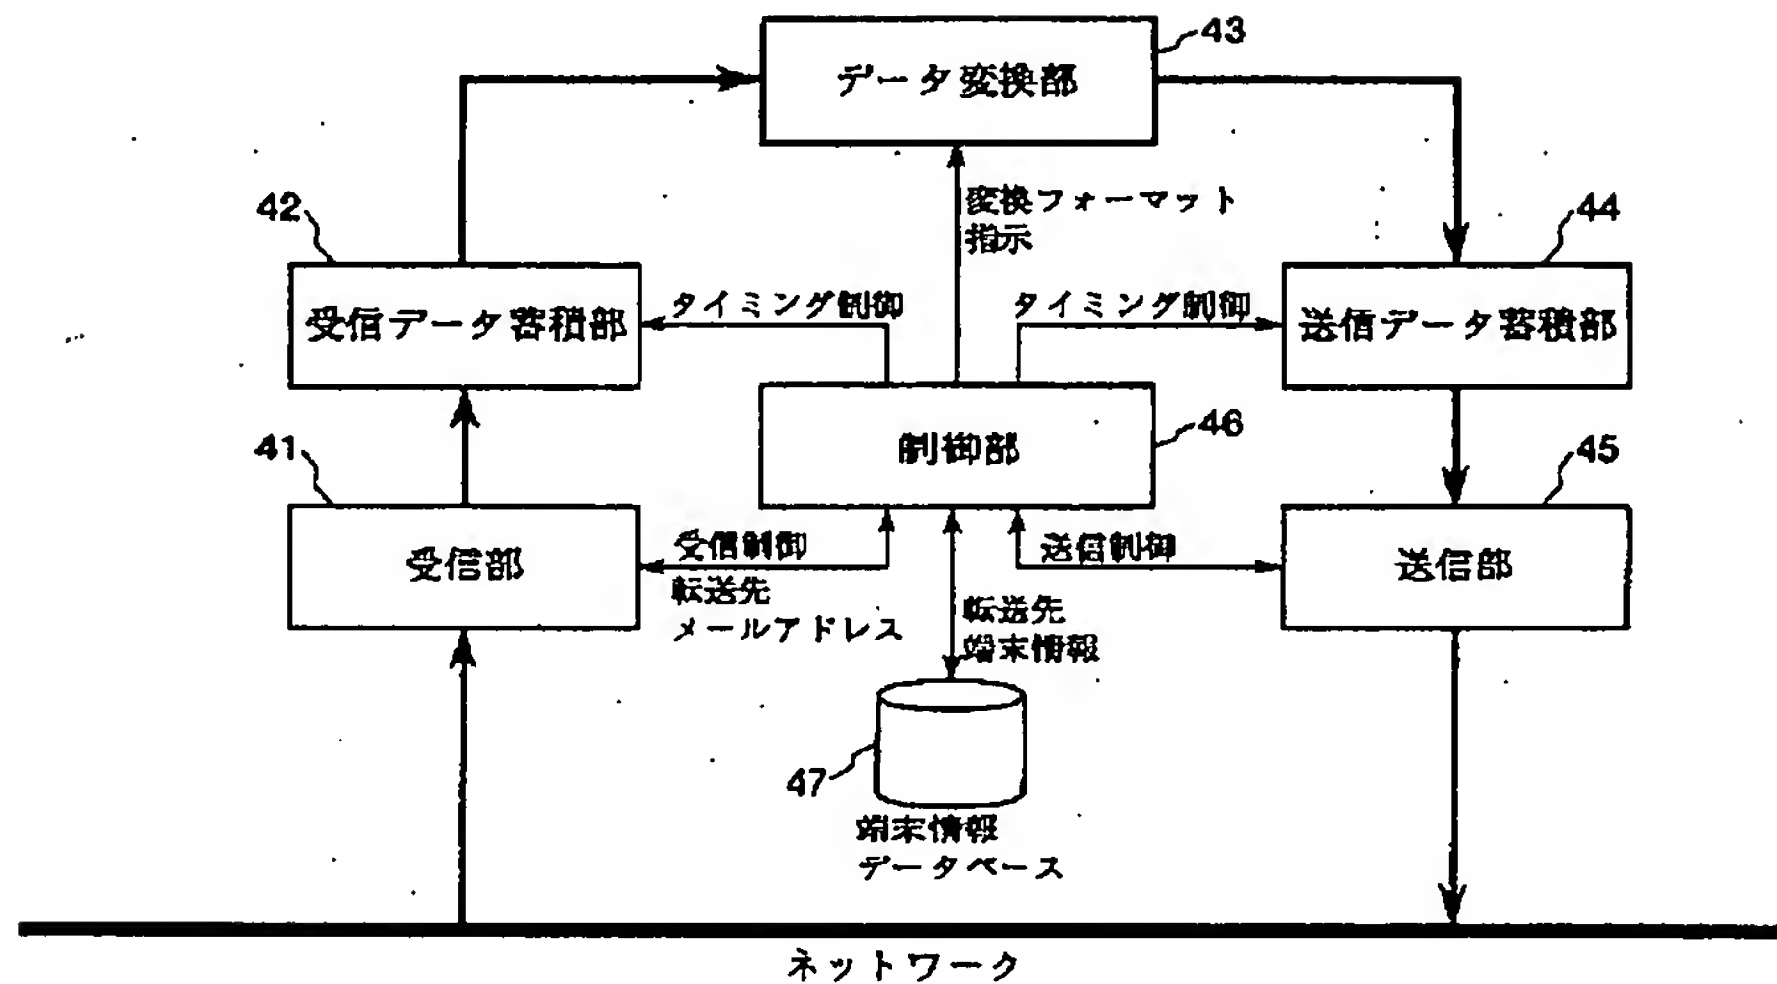 43
データ変換部
42
変換フォーマット
指示
44
受信データ蓄積部
タイミング制御
タイミング制御
送信データ蓄積部
41
制御部
46
45
受信部
受信制御
転送先
メールアドレス
送信制御
送信部
転送先
端末情報
47
端末情報
データベース
ネットワーク